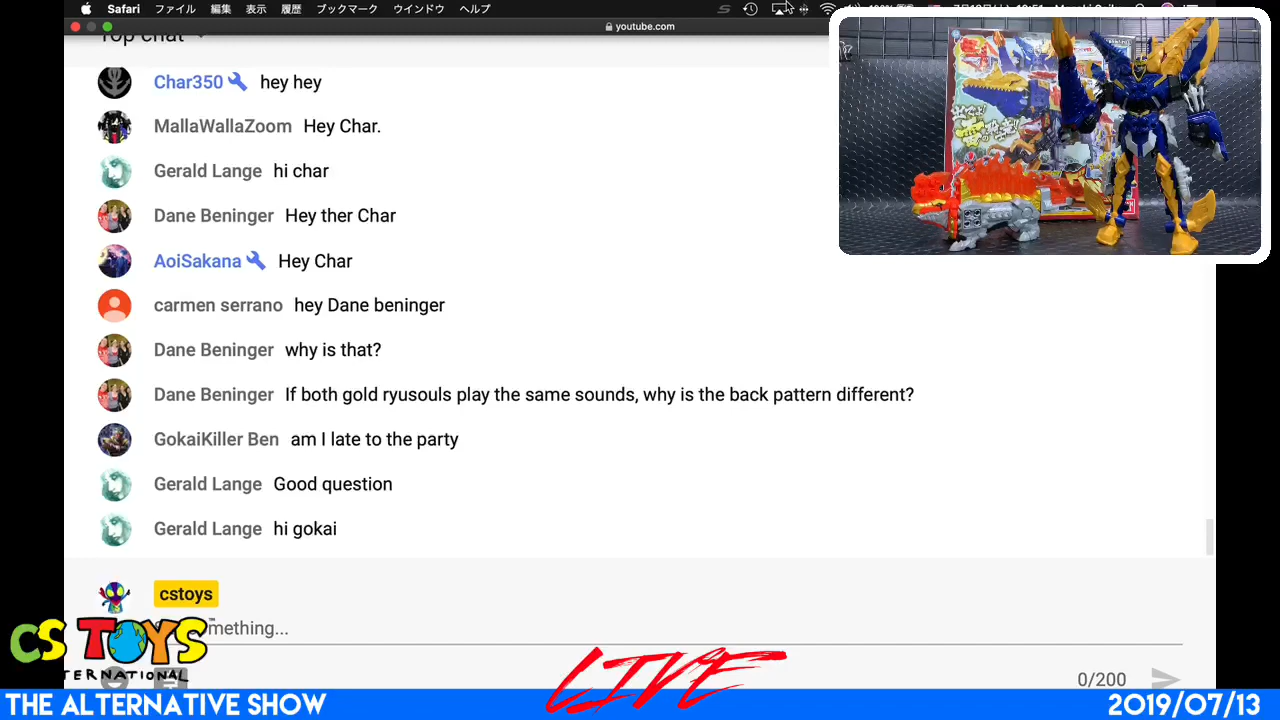 Safari ファイル 編集 表示 履歴 ブックマーク ウインドウ ヘルプ
youtube.com
Top chat
Char350 hey hey
MallaWallaZoom Hey Char.
Gerald Lange hi char
Dane Beninger Hey ther Char
AoiSakana Hey Char
carmen serrano hey Dane beninger
Dane Beninger why is that?
Dane Beninger If both gold ryusouls play the same sounds, why is the back pattern different?
GokaiKiller Ben am I late to the party
Gerald Lange Good question
Gerald Lange hi gokai
cstoys
mething...
0/200
CS TOYS
TERNATIONAL
LIVE
THE ALTERNATIVE SHOW
2019/07/13